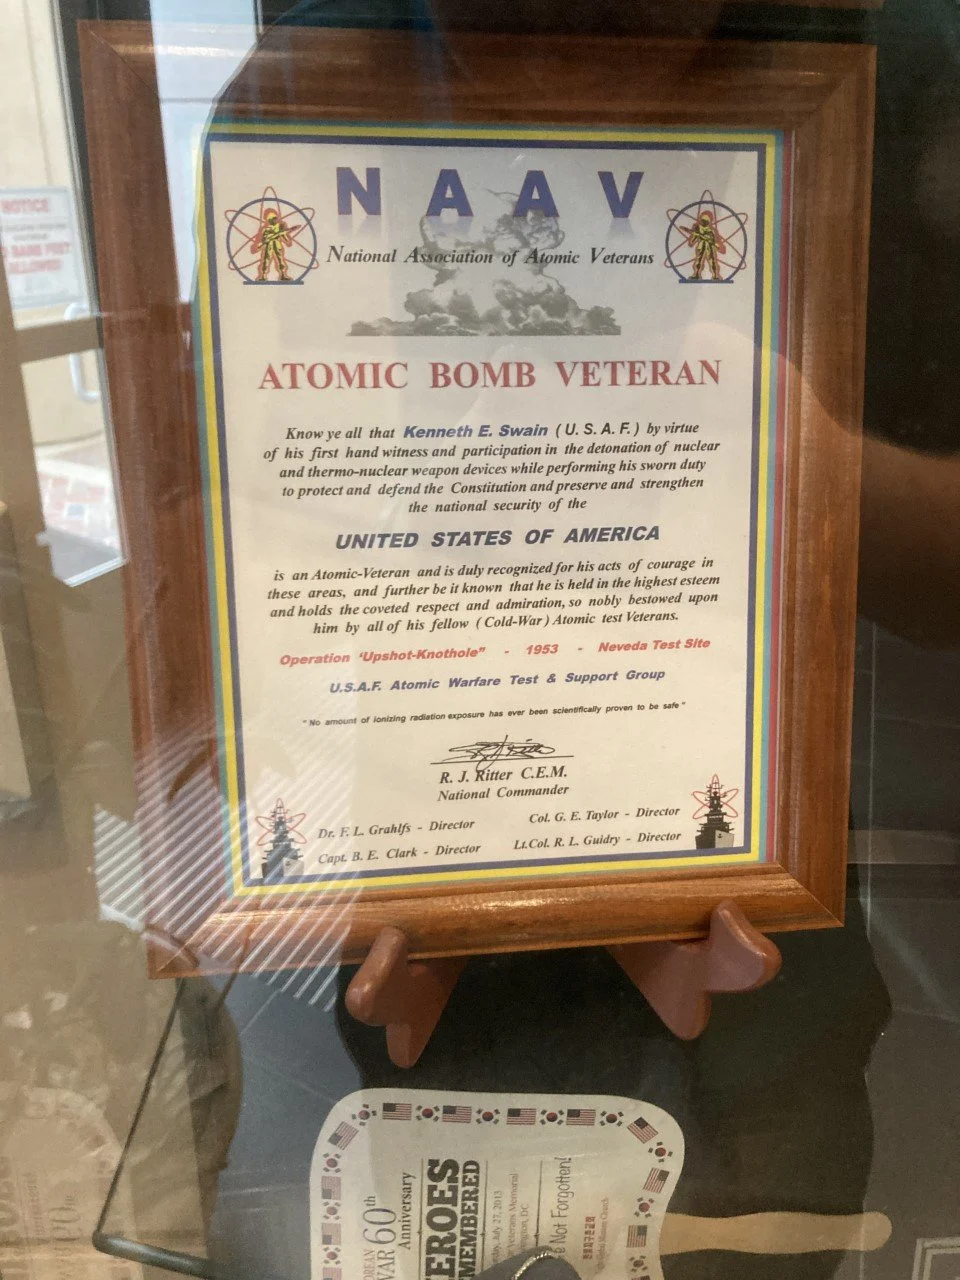 NOTICE
NAAV
National Association of Atomic Veterans
ATOMIC BOMB VETERAN
Know ye all that Kenneth E. Swain ( U. S. A. F. ) by virtue
of his first hand witness and participation in the detonation of nuclear
and thermo-nuclear weapon devices while performing his sworn duty
to protect and defend the Constitution and preserve and strengthen
the national security of the
UNITED STATES OF AMERICA
is an Atomic-Veteran and is duly recognized for his acts of courage in
these areas, and further be it known that he is held in the highest esteem
and holds the coveted respect and admiration, so nobly bestowed upon
him by all of his fellow ( Cold-War ) Atomic test Veterans.
Operation 'Upshot-Knothole" - 1953 - Neveda Test Site
U.S.A.F. Atomic Warfare Test & Support Group
" No amount of ionizing radiation exposure has ever been scientifically proven to be safe "
R. J. Ritter C.E.M.
National Commander
Dr. F. L. Grahlfs - Director
Col. G. E. Taylor - Director
Capt. B. E. Clark - Director
Lt.Col. R. L. Guidry - Director
60th
Anniversary
July 27, 2013
Not Forgotten!